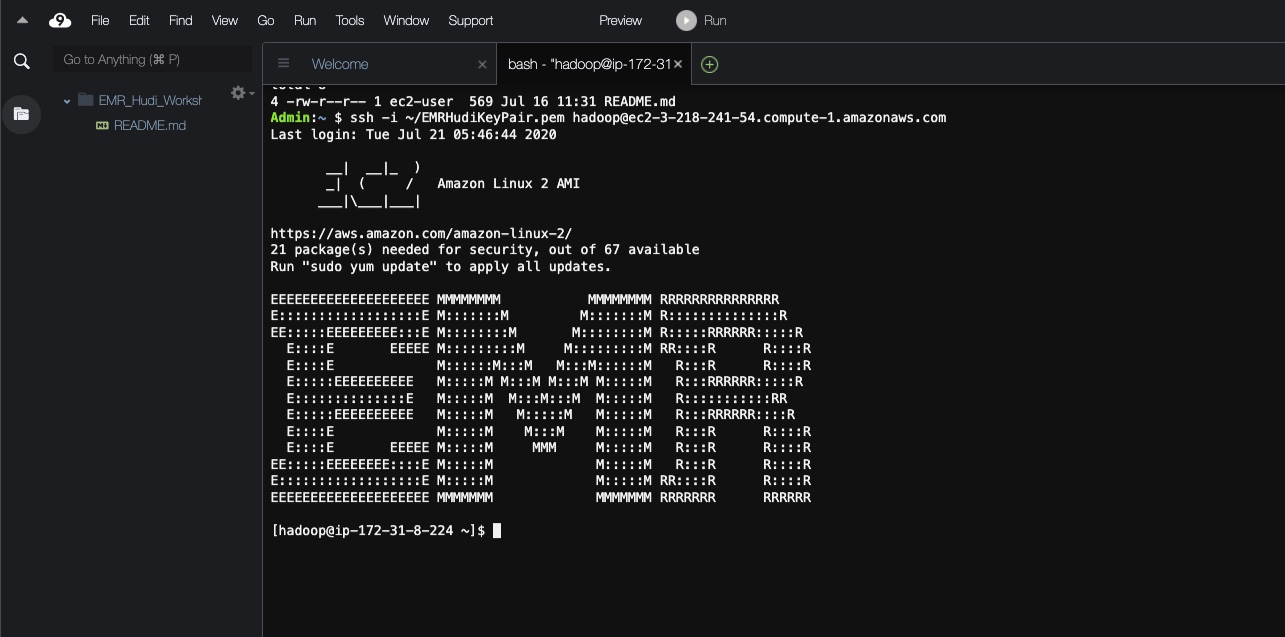 File Edit Find View Go Run Tools Window Support Preview Run
Go to Anything (⌘ P)
EMR_Hudi_Worksh
README.md
Welcome
bash - "hadoop@ip-172-31
4 -rw-r--r-- 1 ec2-user  569 Jul 16 11:31 README.md
Admin:~ $ ssh -i ~/EMRHudiKeyPair.pem hadoop@ec2-3-218-241-54.compute-1.amazonaws.com
Last login: Tue Jul 21 05:46:44 2020
       __|  __|_  )
       _|  (     /   Amazon Linux 2 AMI
      ___|\___|___|
https://aws.amazon.com/amazon-linux-2/
21 package(s) needed for security, out of 67 available
Run "sudo yum update" to apply all updates.
EEEEEEEEEEEEEEEEEEEE MMMMMMMM           MMMMMMMM RRRRRRRRRRRRRRR
E::::::::::::::::::E M:::::::M         M:::::::M R::::::::::::::R
EE:::::EEEEEEEEE:::E M::::::::M       M::::::::M R:::::RRRRRR:::::R
  E::::E       EEEEE M:::::::::M     M:::::::::M RR::::R      R::::R
  E::::E             M::::::M:::M   M:::M::::::M   R:::R      R::::R
  E:::::EEEEEEEEEE   M:::::M M:::M M:::M M:::::M   R:::RRRRRR:::::R
  E::::::::::::::E   M:::::M  M:::M:::M  M:::::M   R:::::::::::RR
  E:::::EEEEEEEEEE   M:::::M   M:::::M   M:::::M   R:::RRRRRR::::R
  E::::E             M:::::M    M:::M    M:::::M   R:::R      R::::R
  E::::E       EEEEE M:::::M     MMM     M:::::M   R:::R      R::::R
EE:::::EEEEEEEE::::E M:::::M             M:::::M   R:::R      R::::R
E::::::::::::::::::E M:::::M             M:::::M RR::::R      R::::R
EEEEEEEEEEEEEEEEEEEE MMMMMMM             MMMMMMM RRRRRRR      RRRRRR
[hadoop@ip-172-31-8-224 ~]$